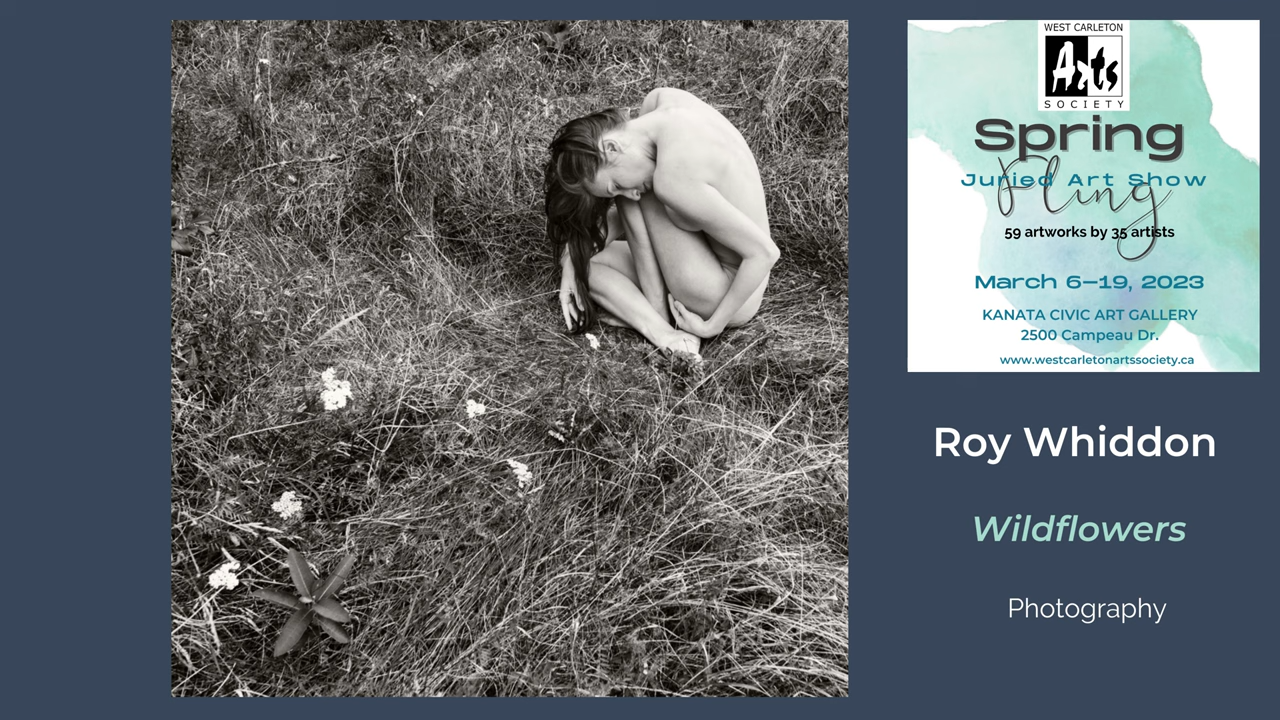 WEST CARLETON
Arts
SOCIETY
Spring
Fling
Juried Art Show
59 artworks by 35 artists
March 6–19, 2023
KANATA CIVIC ART GALLERY
2500 Campeau Dr.
www.westcarletonartssociety.ca
Roy Whiddon
Wildflowers
Photography